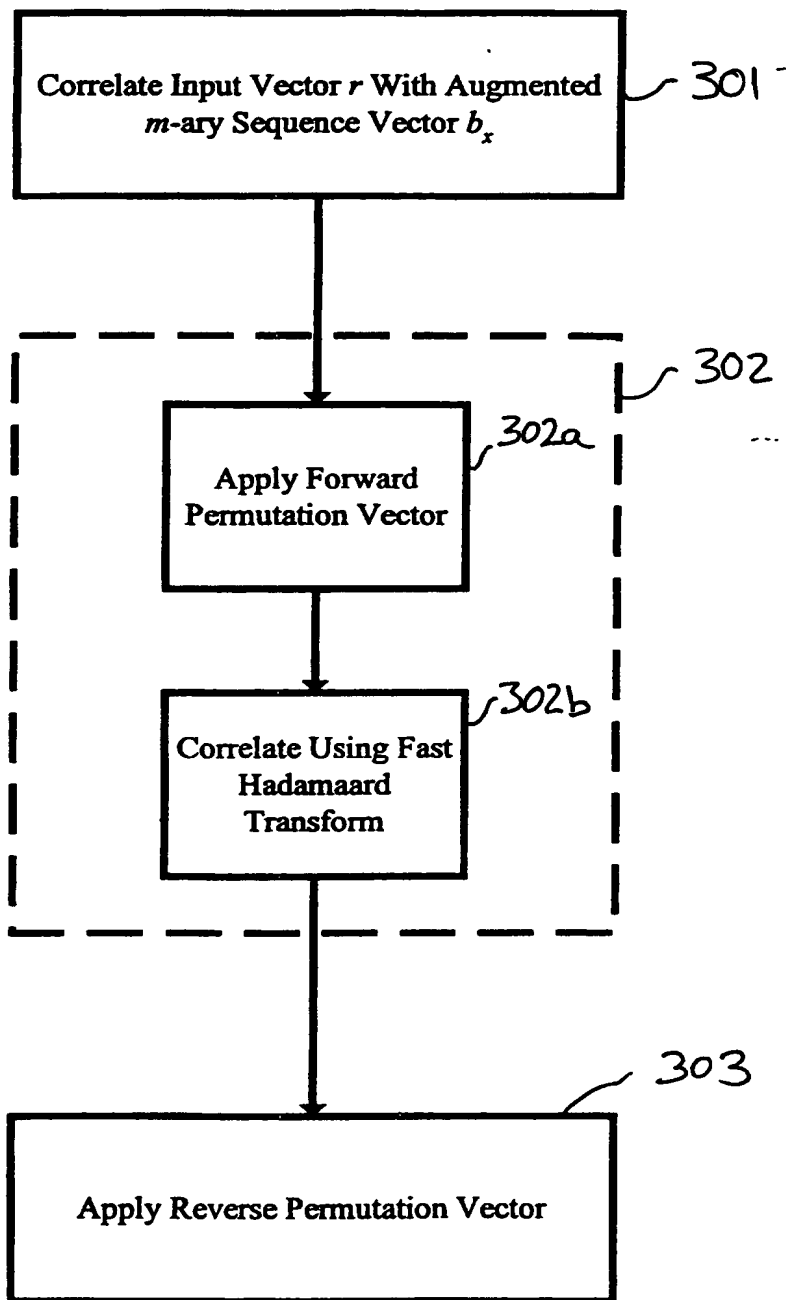 Correlate Input Vector r With Augmented
m-ary Sequence Vector b_x
301
302
302a
Apply Forward
Permutation Vector
302b
Correlate Using Fast
Hadamaard
Transform
303
Apply Reverse Permutation Vector